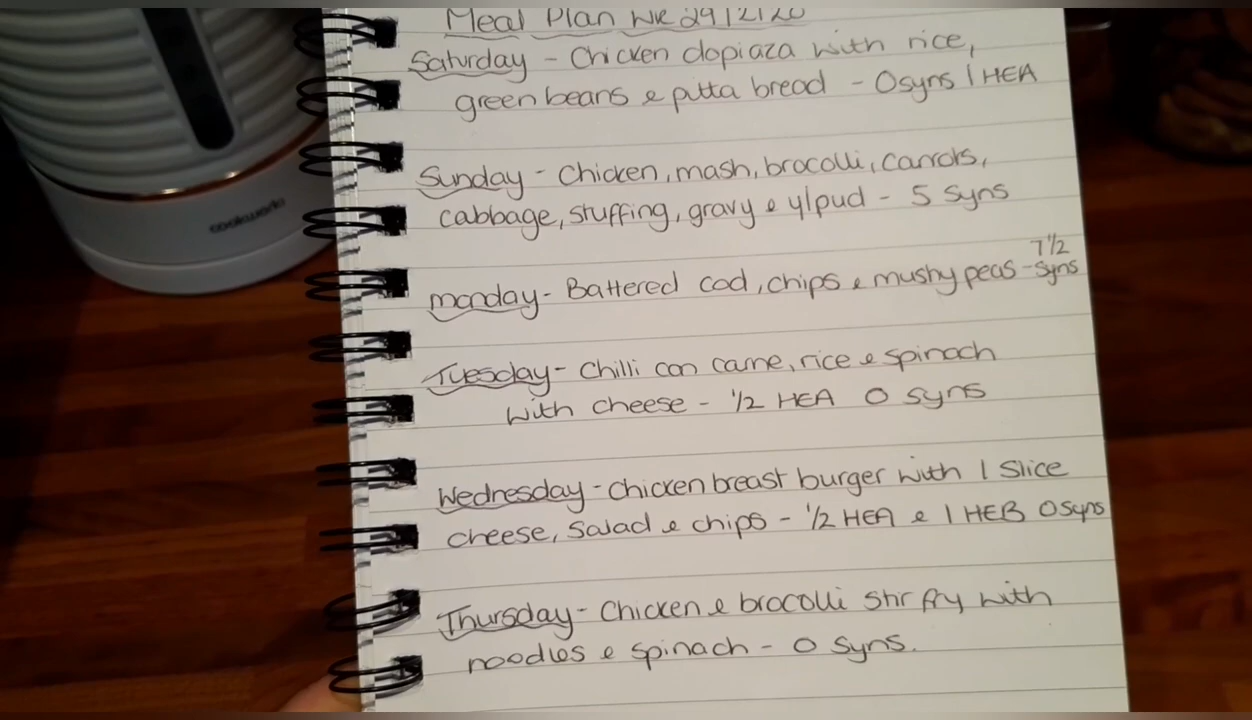 Meal Plan WK 29/2/20
Saturday - Chicken dopiaza with rice,
green beans & pitta bread - 0 syns 1 HEA
Sunday - Chicken, mash, brocolli, carrots,
cabbage, stuffing, gravy & y/pud - 5 syns
7 1/2
Monday - Battered cod, chips & mushy peas - syns
Tuesday - Chilli con carne, rice & spinach
with cheese - 1/2 HEA 0 syns
Wednesday - Chicken breast burger with 1 slice
cheese, salad & chips - 1/2 HEA & 1 HEB 0 syns
Thursday - Chicken & brocolli stir fry with
noodles & spinach - 0 syns.
cookworks